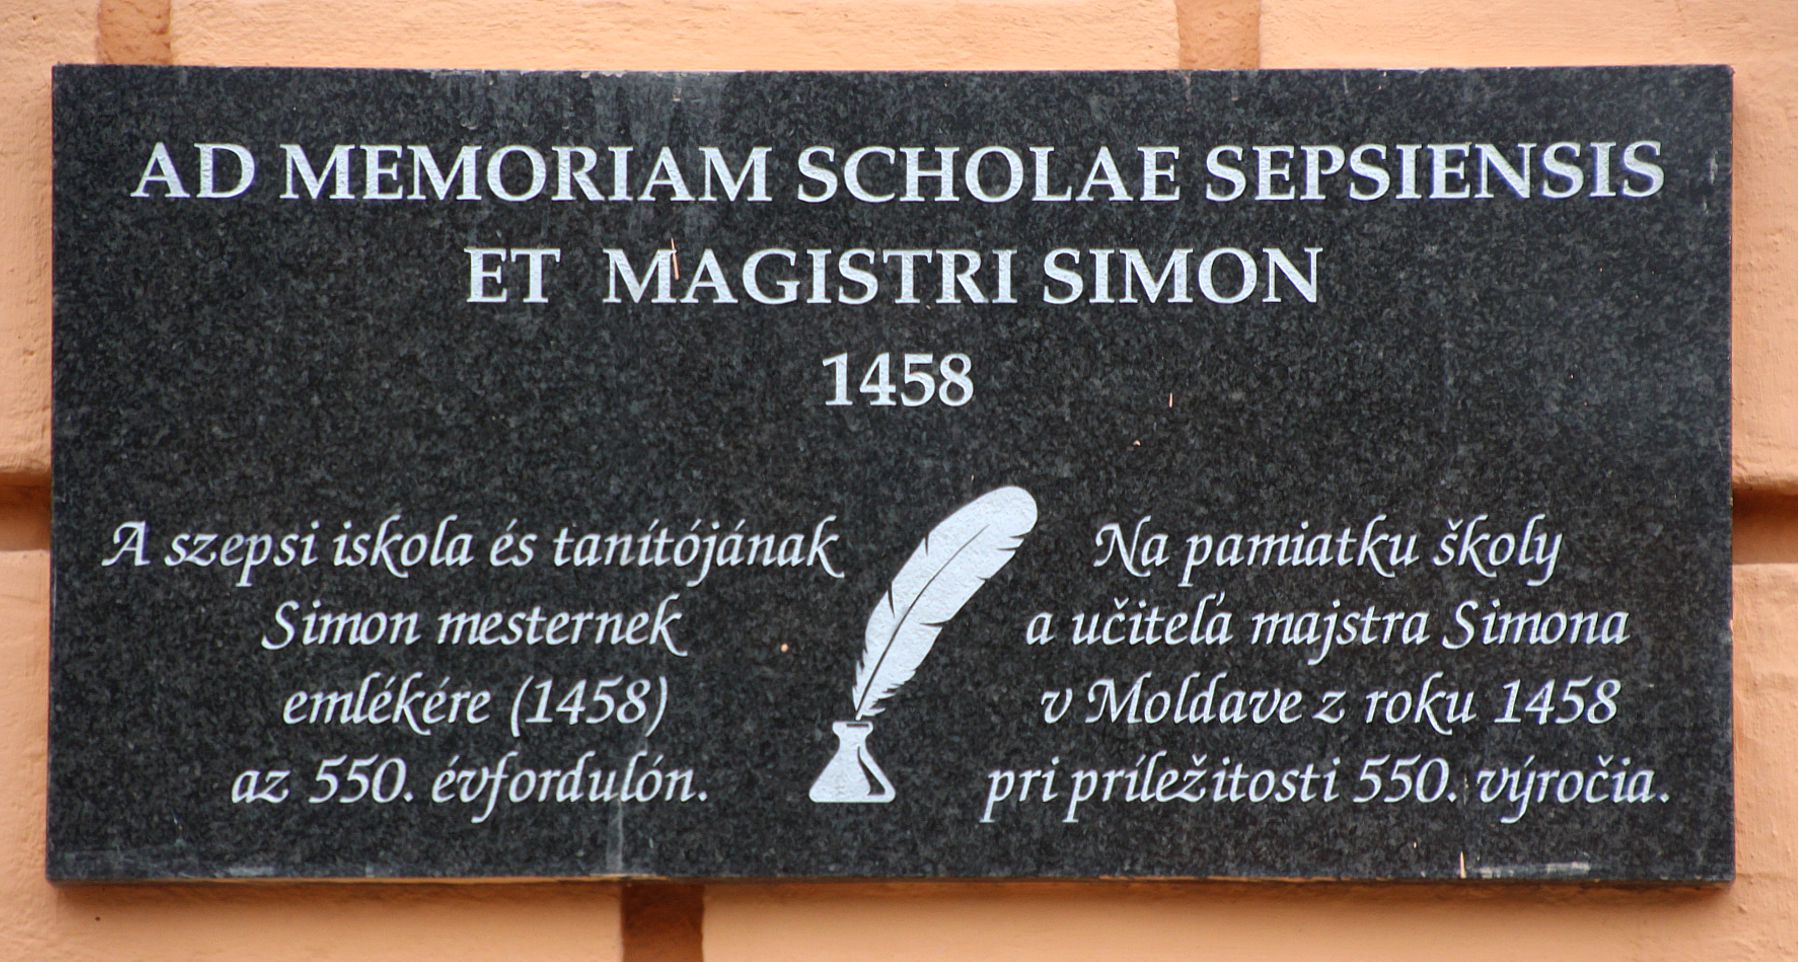 AD MEMORIAM SCHOLAE SEPSIENSIS
ET MAGISTRI SIMON
1458
A szepsi iskola és tanítójának
Simon mesternek
emlékére (1458)
az 550. évfordulón.
Na pamiatku školy
a učiteľa majstra Simona
v Moldave z roku 1458
pri príležitosti 550. výročia.